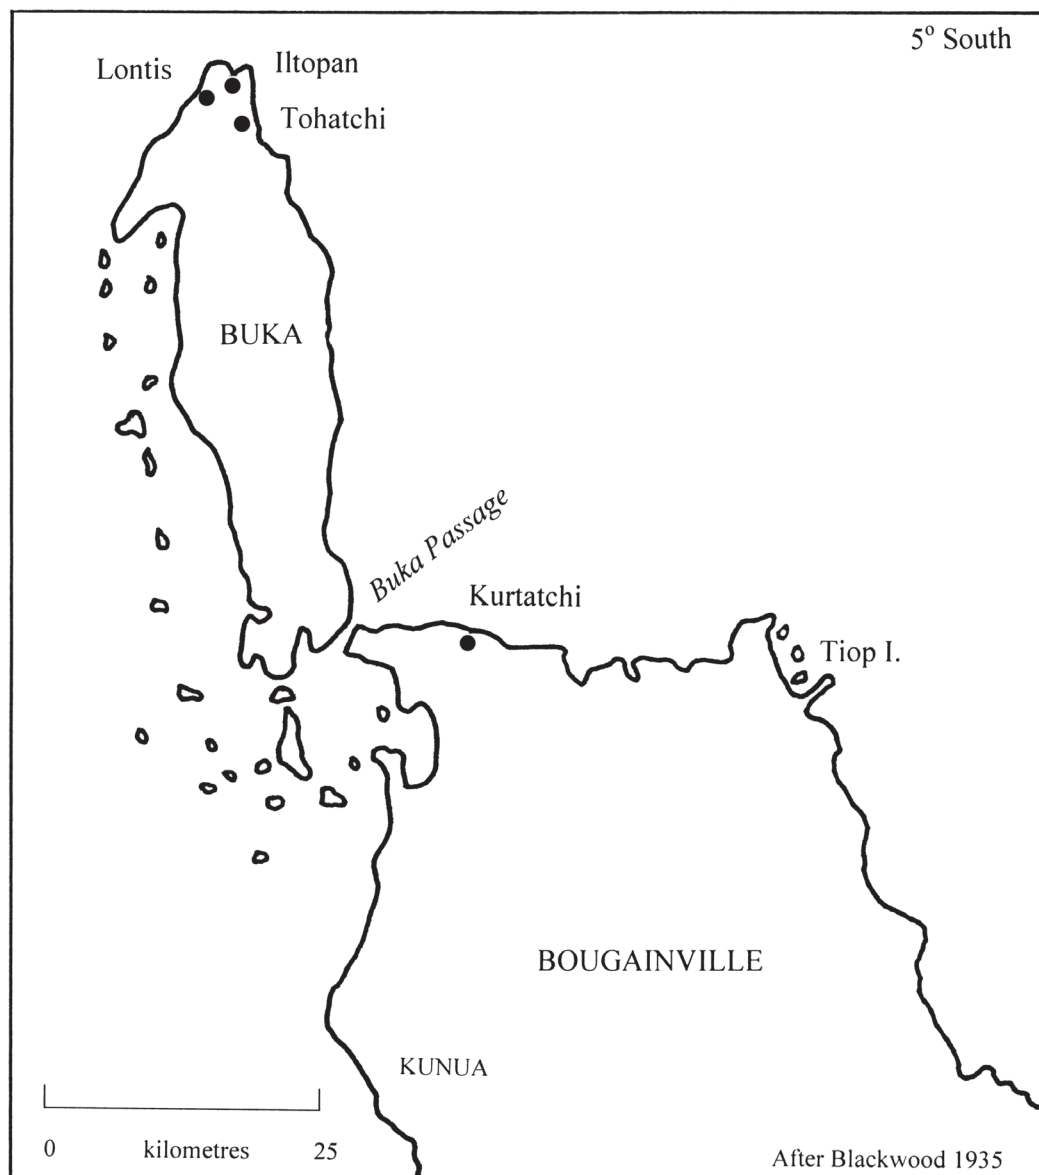 5° South
Lontis
Iltopan
Tohatchi
BUKA
Buka Passage
Kurtatchi
Tiop I.
BOUGAINVILLE
KUNUA
0 kilometres 25
After Blackwood 1935